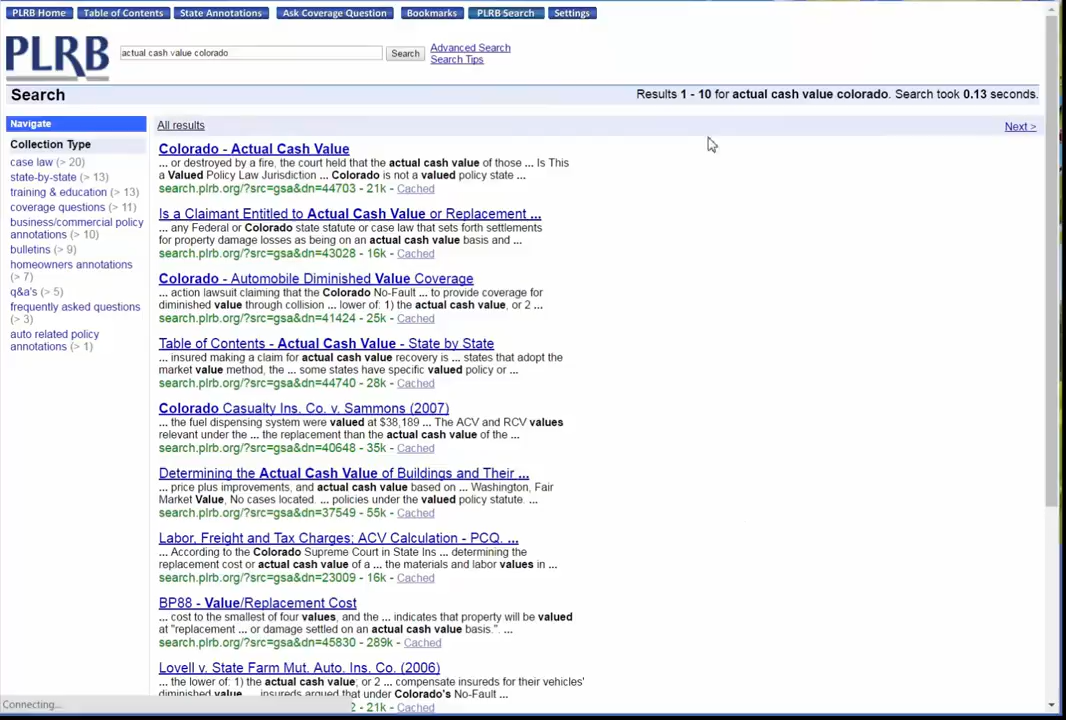 PLRB Home Table of Contents State Annotations Ask Coverage Question Bookmarks PLRB Search Settings
PLRB
actual cash value colorado Search Advanced Search
Search Tips
Search Results 1 - 10 for actual cash value colorado. Search took 0.13 seconds.
Navigate
Collection Type
case law (> 20)
state-by-state (> 13)
training & education (> 13)
coverage questions (> 11)
business/commercial policy
annotations (> 10)
bulletins (> 9)
homeowners annotations
(> 7)
q&a's (> 5)
frequently asked questions
(> 3)
auto related policy
annotations (> 1)
All results Next >
Colorado - Actual Cash Value
... or destroyed by a fire, the court held that the actual cash value of those ... Is This
a Valued Policy Law Jurisdiction ... Colorado is not a valued policy state ...
search.plrb.org/?src=gsa&dn=44703 - 21k - Cached
Is a Claimant Entitled to Actual Cash Value or Replacement ...
... any Federal or Colorado state statute or case law that sets forth settlements
for property damage losses as being on an actual cash value basis and ...
search.plrb.org/?src=gsa&dn=43028 - 16k - Cached
Colorado - Automobile Diminished Value Coverage
... action lawsuit claiming that the Colorado No-Fault ... to provide coverage for
diminished value through collision ... lower of: 1) the actual cash value, or 2 ...
search.plrb.org/?src=gsa&dn=41424 - 25k - Cached
Table of Contents - Actual Cash Value - State by State
... insured making a claim for actual cash value recovery is ... states that adopt the
market value method, the ... some states have specific valued policy or ...
search.plrb.org/?src=gsa&dn=44740 - 28k - Cached
Colorado Casualty Ins. Co. v. Sammons (2007)
... the fuel dispensing system were valued at $38,189 ... The ACV and RCV values
relevant under the ... the replacement than the actual cash value of the ...
search.plrb.org/?src=gsa&dn=40648 - 35k - Cached
Determining the Actual Cash Value of Buildings and Their ...
... price plus improvements, and actual cash value based on ... Washington, Fair
Market Value, No cases located. ... policies under the valued policy statute. ...
search.plrb.org/?src=gsa&dn=37549 - 55k - Cached
Labor, Freight and Tax Charges; ACV Calculation - PCQ. ...
... According to the Colorado Supreme Court in State Ins ... determining the
replacement cost or actual cash value of a ... the materials and labor values in ...
search.plrb.org/?src=gsa&dn=23009 - 16k - Cached
BP88 - Value/Replacement Cost
... cost to the smallest of four values, and the ... indicates that property will be valued
at "replacement ... or damage settled on an actual cash value basis.". ...
search.plrb.org/?src=gsa&dn=45830 - 289k - Cached
Lovell v. State Farm Mut. Auto. Ins. Co. (2006)
... the lower of: 1) the actual cash value; or 2 ... compensate insureds for their vehicles'
diminished value ... insureds argued that under Colorado's No-Fault ...
2 - 21k - Cached
Connecting...